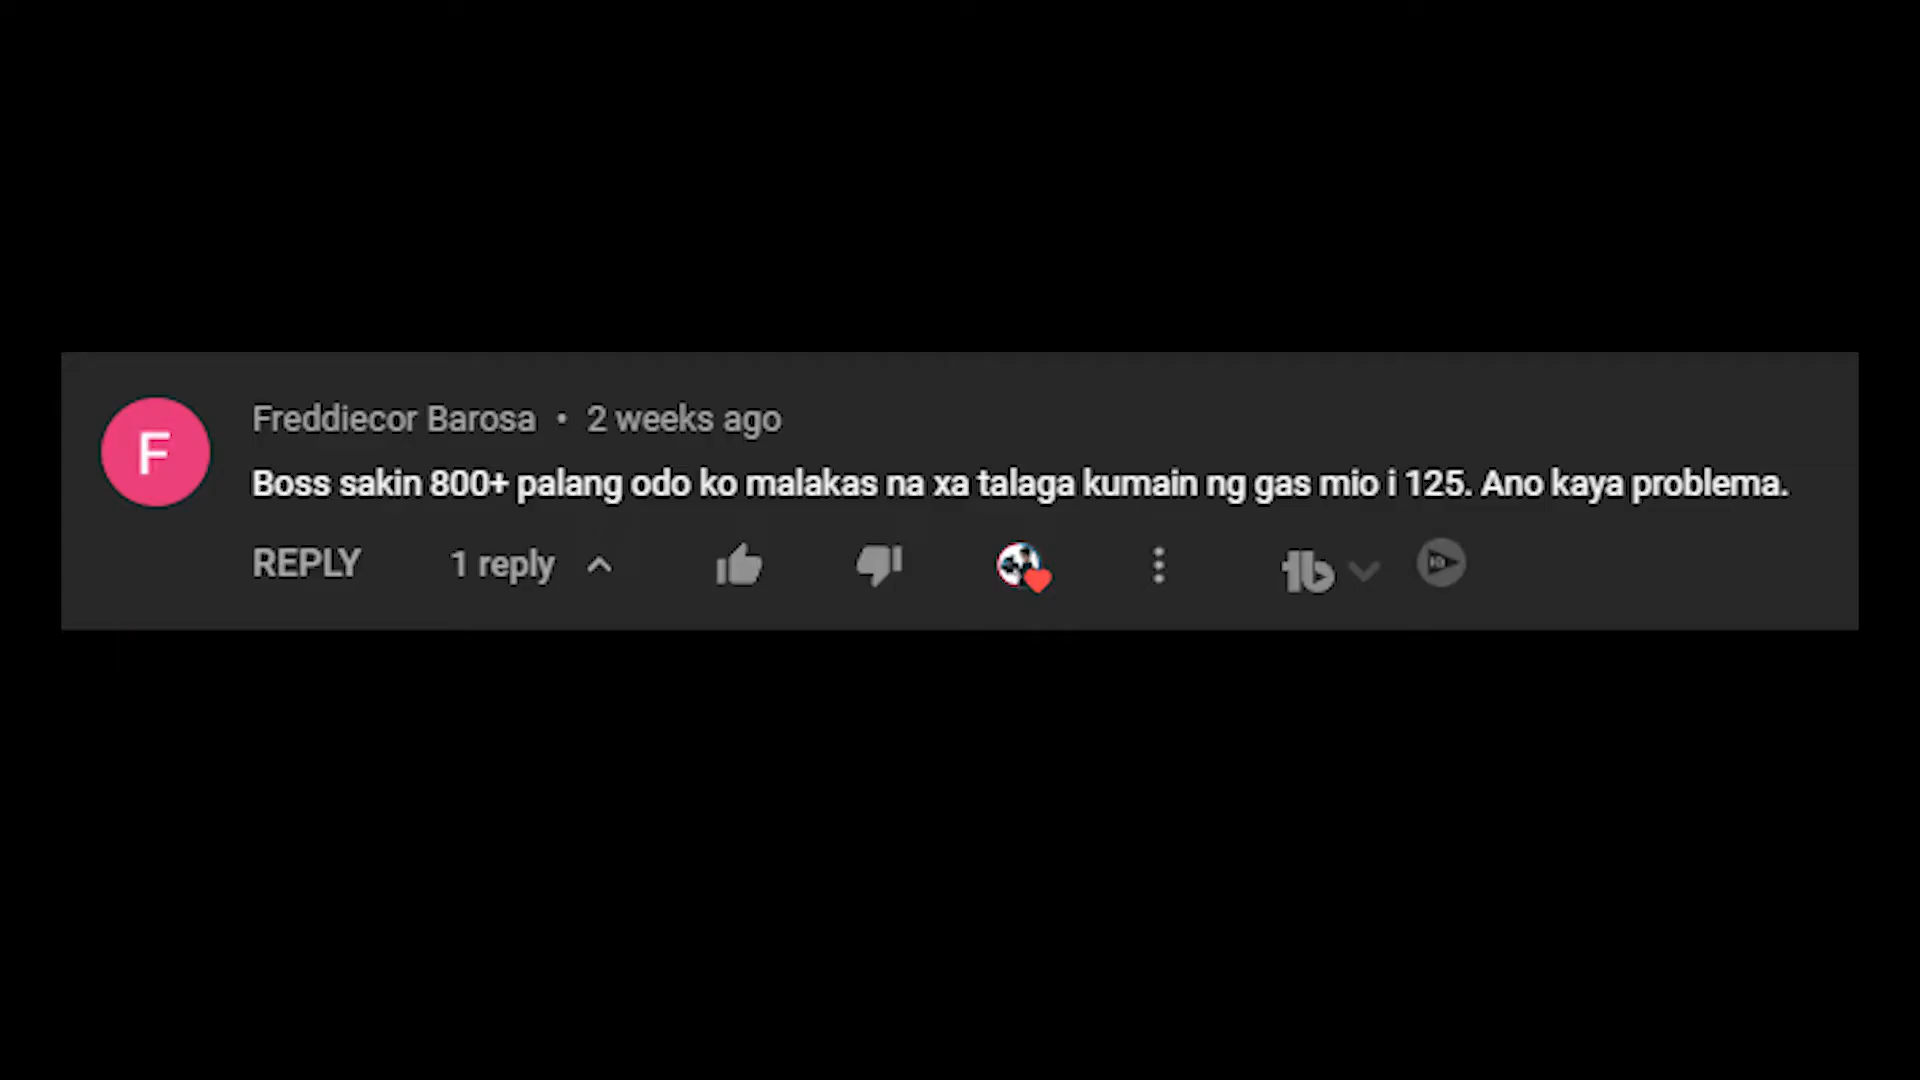 F
Freddiecor Barosa • 2 weeks ago
Boss sakin 800+ palang odo ko malakas na xa talaga kumain ng gas mio i 125. Ano kaya problema.
REPLY 1 reply